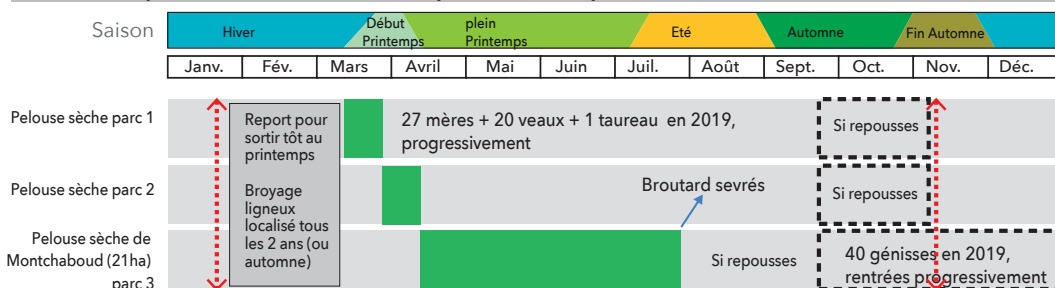 Saison
Hiver
Début
Printemps
plein
Printemps
Eté
Automne
Fin Automne
Janv. Fév. Mars Avril Mai Juin Juil. Août Sept. Oct. Nov. Déc.
Pelouse sèche parc 1
Report pour
sortir tôt au
printemps
Broyage
ligneux
localisé tous
les 2 ans (ou
automne)
27 mères + 20 veaux + 1 taureau en 2019,
progressivement
Si repousses
Pelouse sèche parc 2
Broutard sevrés
Si repousses
Pelouse sèche de
Montchaboud (21ha)
parc 3
Si repousses
40 génisses en 2019,
rentrées progressivement